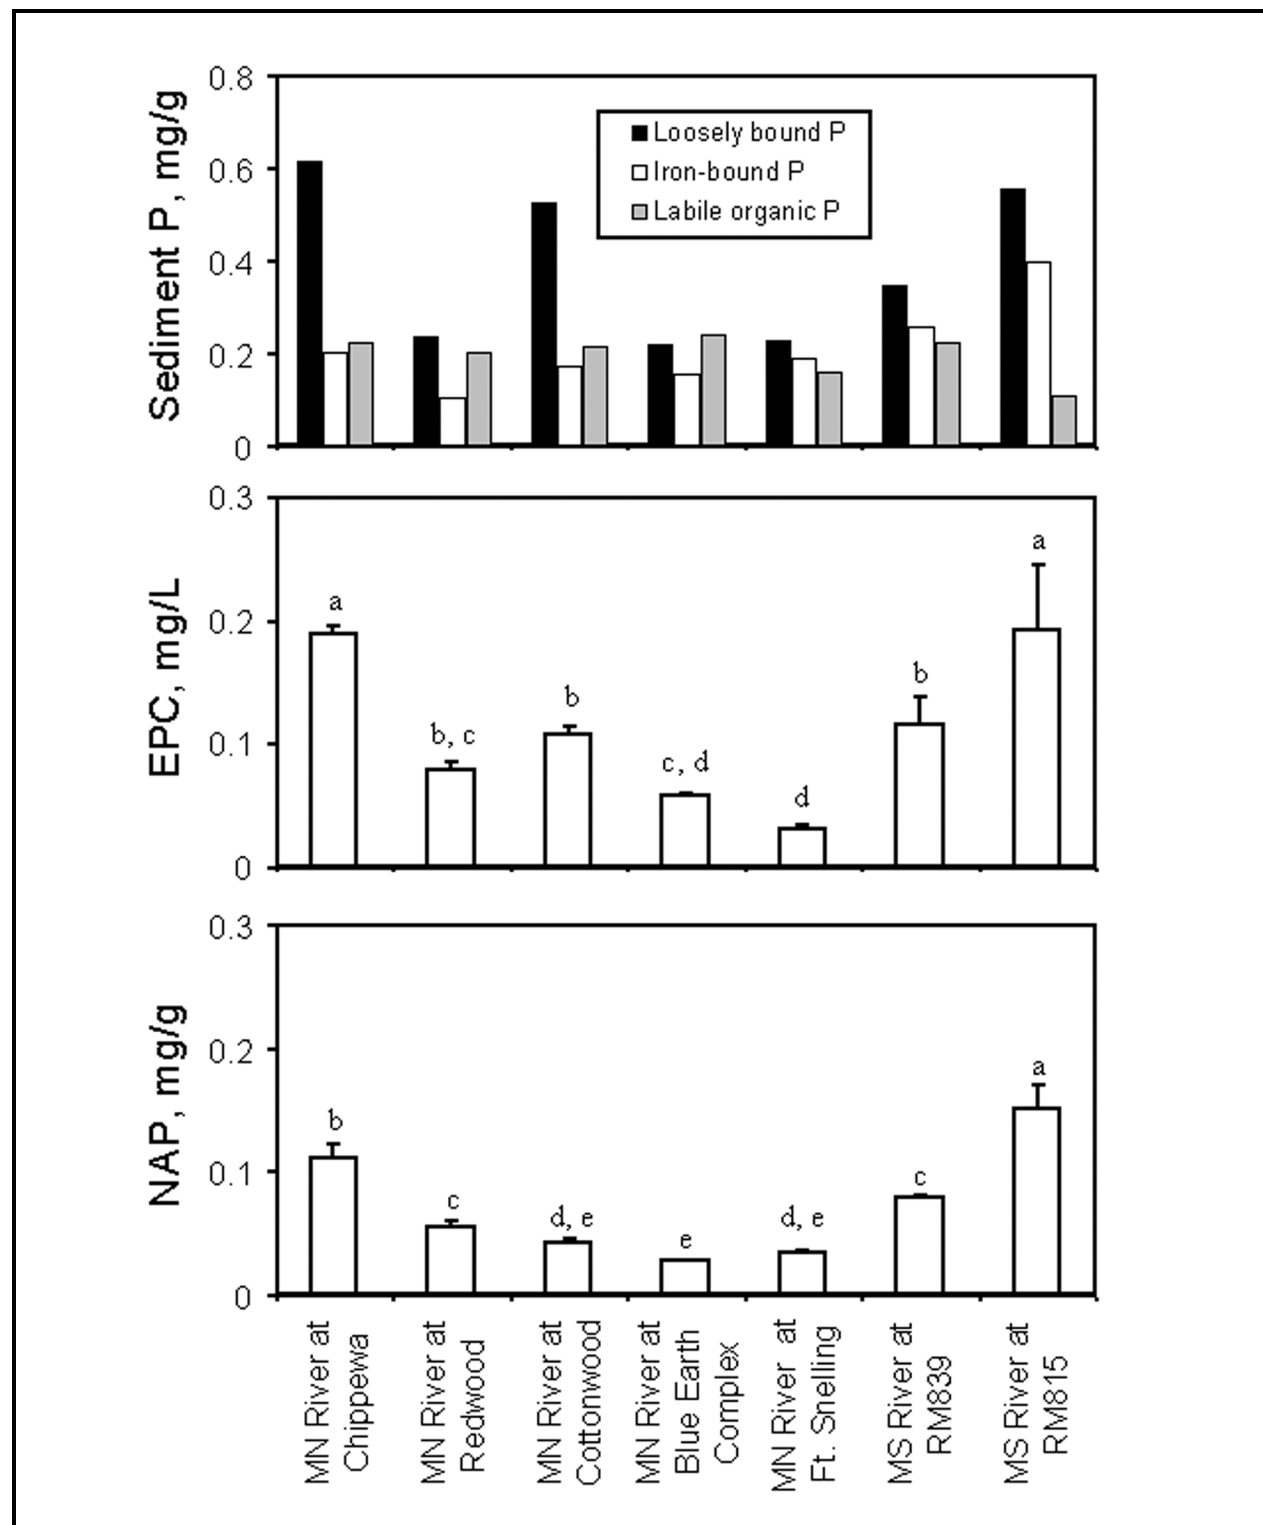 Sediment P, mg/g
0.8
0.6
0.4
0.2
0
Loosely bound P
Iron-bound P
Labile organic P
EPC, mg/L
0.3
0.2
0.1
0
a
b, c
b
c, d
d
b
a
NAP, mg/g
0.3
0.2
0.1
0
b
c
d, e
e
d, e
c
a
MN River at
Chippewa
MN River at
Redwood
MN River at
Cottonwood
MN River at
Blue Earth
Complex
MN River at
Ft. Snelling
MS River at
RM839
MS River at
RM815